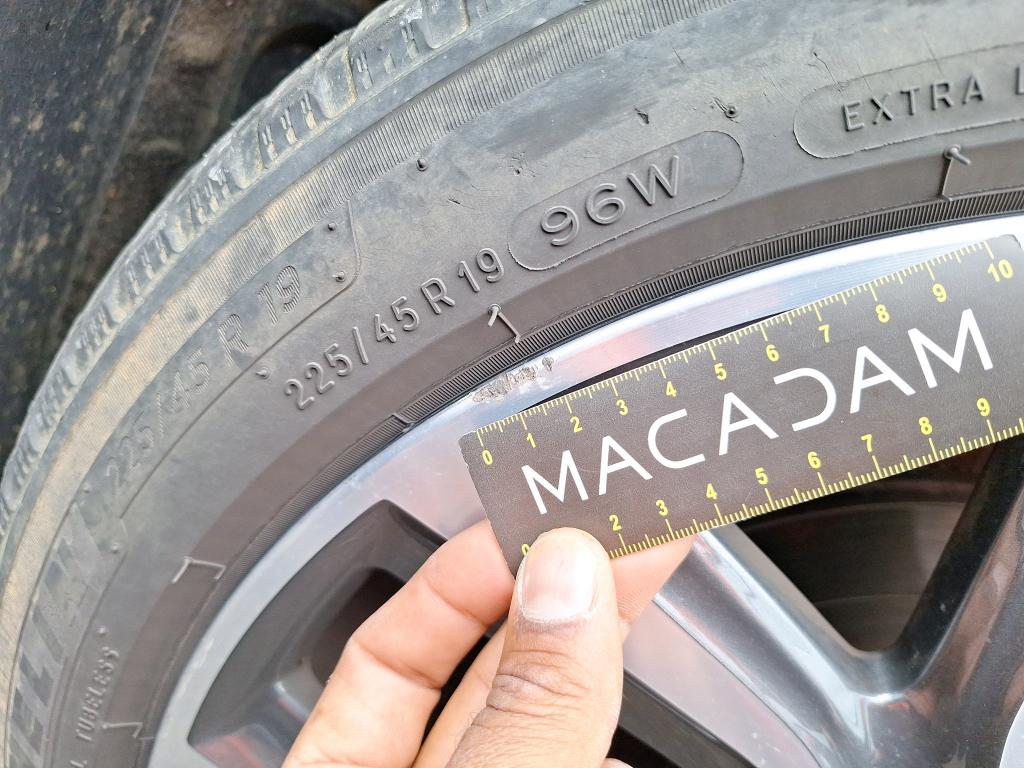 EXTRA L
96W
225/45 R 19
225/45 R 19
TUBELESS
0 1 2 3 4 5 6 7 8 9 10
MACADAM
0 2 3 4 5 6 7 8 9